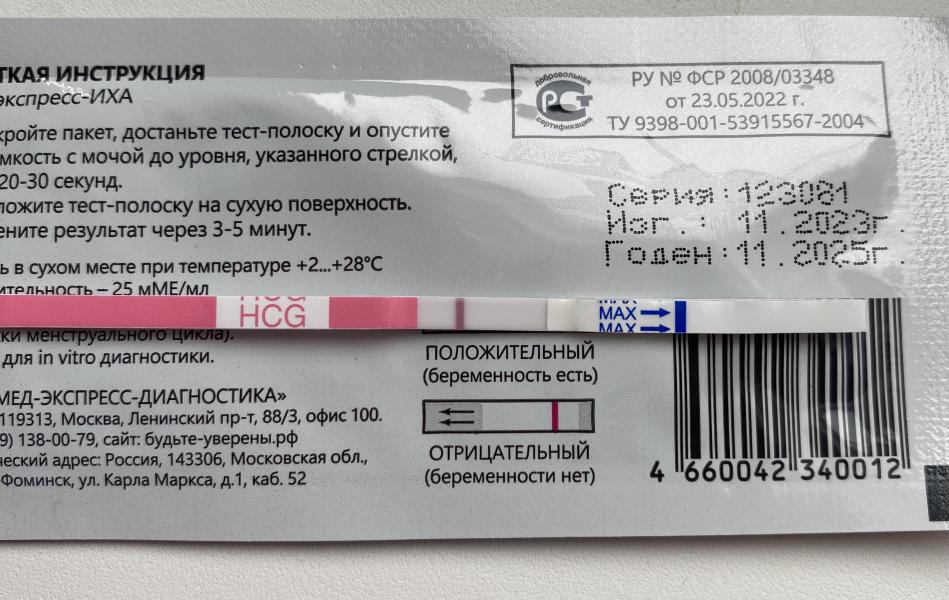 ТКАЯ ИНСТРУКЦИЯ
экспресс-ИХА
кройте пакет, достаньте тест-полоску и опустите
мкость с мочой до уровня, указанного стрелкой,
20-30 секунд.
ложите тест-полоску на сухую поверхность.
ените результат через 3-5 минут.
ь в сухом месте при температуре +2...+28°С
ительность – 25 мМЕ/мл
ки менструального цикла).
для in vitro диагностики.
МЕД-ЭКСПРЕСС-ДИАГНОСТИКА»
119313, Москва, Ленинский пр-т, 88/3, офис 100.
9) 138-00-79, сайт: будьте-уверены.рф
ческий адрес: Россия, 143306, Московская обл.,
-Фоминск, ул. Карла Маркса, д.1, каб. 52
добровольная
РСТ
сертификация
РУ № ФСР 2008/03348
от 23.05.2022 г.
ТУ 9398-001-53915567-2004
Серия:123081
Изг.: 11.2023г.
Годен:11.2025г.
HCG
HCG
MAX
MAX
MAX
ПОЛОЖИТЕЛЬНЫЙ
(беременность есть)
ОТРИЦАТЕЛЬНЫЙ
(беременности нет)
4 660042 340012